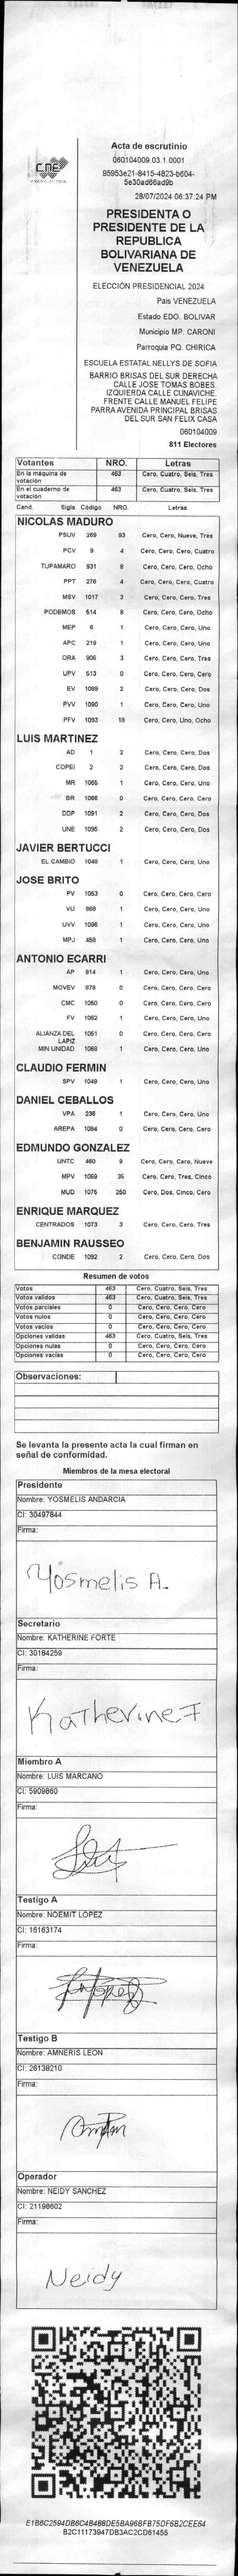 CNE
Acta de escrutinio
060104009.03.1.0001
95953e21-8415-4823-b604-
5e30ad66ad9b
28/07/2024 06:37:24 PM
PRESIDENTA O
PRESIDENTE DE LA
REPUBLICA
BOLIVARIANA DE
VENEZUELA
ELECCIÓN PRESIDENCIAL 2024
Pais VENEZUELA
Estado EDO. BOLIVAR
Municipio MP. CARONI
Parroquia PQ. CHIRICA
ESCUELA ESTATAL NELLYS DE SOFIA
BARRIO BRISAS DEL SUR DERECHA
CALLE JOSE TOMAS BOBES.
IZQUIERDA CALLE CUNAVICHE.
FRENTE CALLE MANUEL FELIPE
PARRA AVENIDA PRINCIPAL BRISAS
DEL SUR SAN FELIX CASA
060104009
811 Electores
Votantes NRO. Letras
En la máquina de votación 463 Cero, Cuatro, Seis, Tres
En el cuaderno de votación 463 Cero, Cuatro, Seis, Tres
Cand. Sigla Código NRO. Letras
NICOLAS MADURO
PSUV 269 93 Cero, Cero, Nueve, Tres
PCV 9 4 Cero, Cero, Cero, Cuatro
TUPAMARO 931 8 Cero, Cero, Cero, Ocho
PPT 276 4 Cero, Cero, Cero, Cuatro
MSV 1017 3 Cero, Cero, Cero, Tres
PODEMOS 514 8 Cero, Cero, Cero, Ocho
MEP 6 1 Cero, Cero, Cero, Uno
APC 219 1 Cero, Cero, Cero, Uno
ORA 906 3 Cero, Cero, Cero, Tres
UPV 513 0 Cero, Cero, Cero, Cero
EV 1089 2 Cero, Cero, Cero, Dos
PVV 1090 1 Cero, Cero, Cero, Uno
PFV 1093 18 Cero, Cero, Uno, Ocho
LUIS MARTINEZ
AD 1 2 Cero, Cero, Cero, Dos
COPEI 2 2 Cero, Cero, Cero, Dos
MR 1065 1 Cero, Cero, Cero, Uno
BR 1066 0 Cero, Cero, Cero, Cero
DDP 1091 2 Cero, Cero, Cero, Dos
UNE 1095 2 Cero, Cero, Cero, Dos
JAVIER BERTUCCI
EL CAMBIO 1048 1 Cero, Cero, Cero, Uno
JOSE BRITO
PV 1053 0 Cero, Cero, Cero, Cero
VU 868 1 Cero, Cero, Cero, Uno
UVV 1096 1 Cero, Cero, Cero, Uno
MPJ 458 1 Cero, Cero, Cero, Uno
ANTONIO ECARRI
AP 814 1 Cero, Cero, Cero, Uno
MOVEV 878 0 Cero, Cero, Cero, Cero
CMC 1050 0 Cero, Cero, Cero, Cero
FV 1062 1 Cero, Cero, Cero, Uno
ALIANZA DEL LAPIZ 1051 0 Cero, Cero, Cero, Cero
MIN UNIDAD 1068 1 Cero, Cero, Cero, Uno
CLAUDIO FERMIN
SPV 1049 1 Cero, Cero, Cero, Uno
DANIEL CEBALLOS
VPA 236 1 Cero, Cero, Cero, Uno
AREPA 1094 0 Cero, Cero, Cero, Cero
EDMUNDO GONZALEZ
UNTC 460 9 Cero, Cero, Cero, Nueve
MPV 1069 35 Cero, Cero, Tres, Cinco
MUD 1075 250 Cero, Dos, Cinco, Cero
ENRIQUE MARQUEZ
CENTRADOS 1073 3 Cero, Cero, Cero, Tres
BENJAMIN RAUSSEO
CONDE 1092 2 Cero, Cero, Cero, Dos
Resumen de votos
Votos 463 Cero, Cuatro, Seis, Tres
Votos validos 463 Cero, Cuatro, Seis, Tres
Votos parciales 0 Cero, Cero, Cero, Cero
Votos nulos 0 Cero, Cero, Cero, Cero
Votos vacios 0 Cero, Cero, Cero, Cero
Opciones validas 463 Cero, Cuatro, Seis, Tres
Opciones nulas 0 Cero, Cero, Cero, Cero
Opciones vacias 0 Cero, Cero, Cero, Cero
Observaciones:
Se levanta la presente acta la cual firman en
señal de conformidad.
Miembros de la mesa electoral
Presidente
Nombre: YOSMELIS ANDARCIA
CI: 30497844
Firma:
Yosmelis A.
Secretario
Nombre: KATHERINE FORTE
CI: 30184259
Firma:
Katherine F
Miembro A
Nombre: LUIS MARCANO
CI: 5909860
Firma:
Testigo A
Nombre: NOEMIT LOPEZ
CI: 16163174
Firma:
Testigo B
Nombre: AMNERIS LEON
CI: 26138210
Firma:
Operador
Nombre: NEIDY SANCHEZ
CI: 21198602
Firma:
Neidy
E1B6C2594DB6C4B488DE5BA96BFB75DF6B2CEE64
B2C11173947DB3AC2CD61455